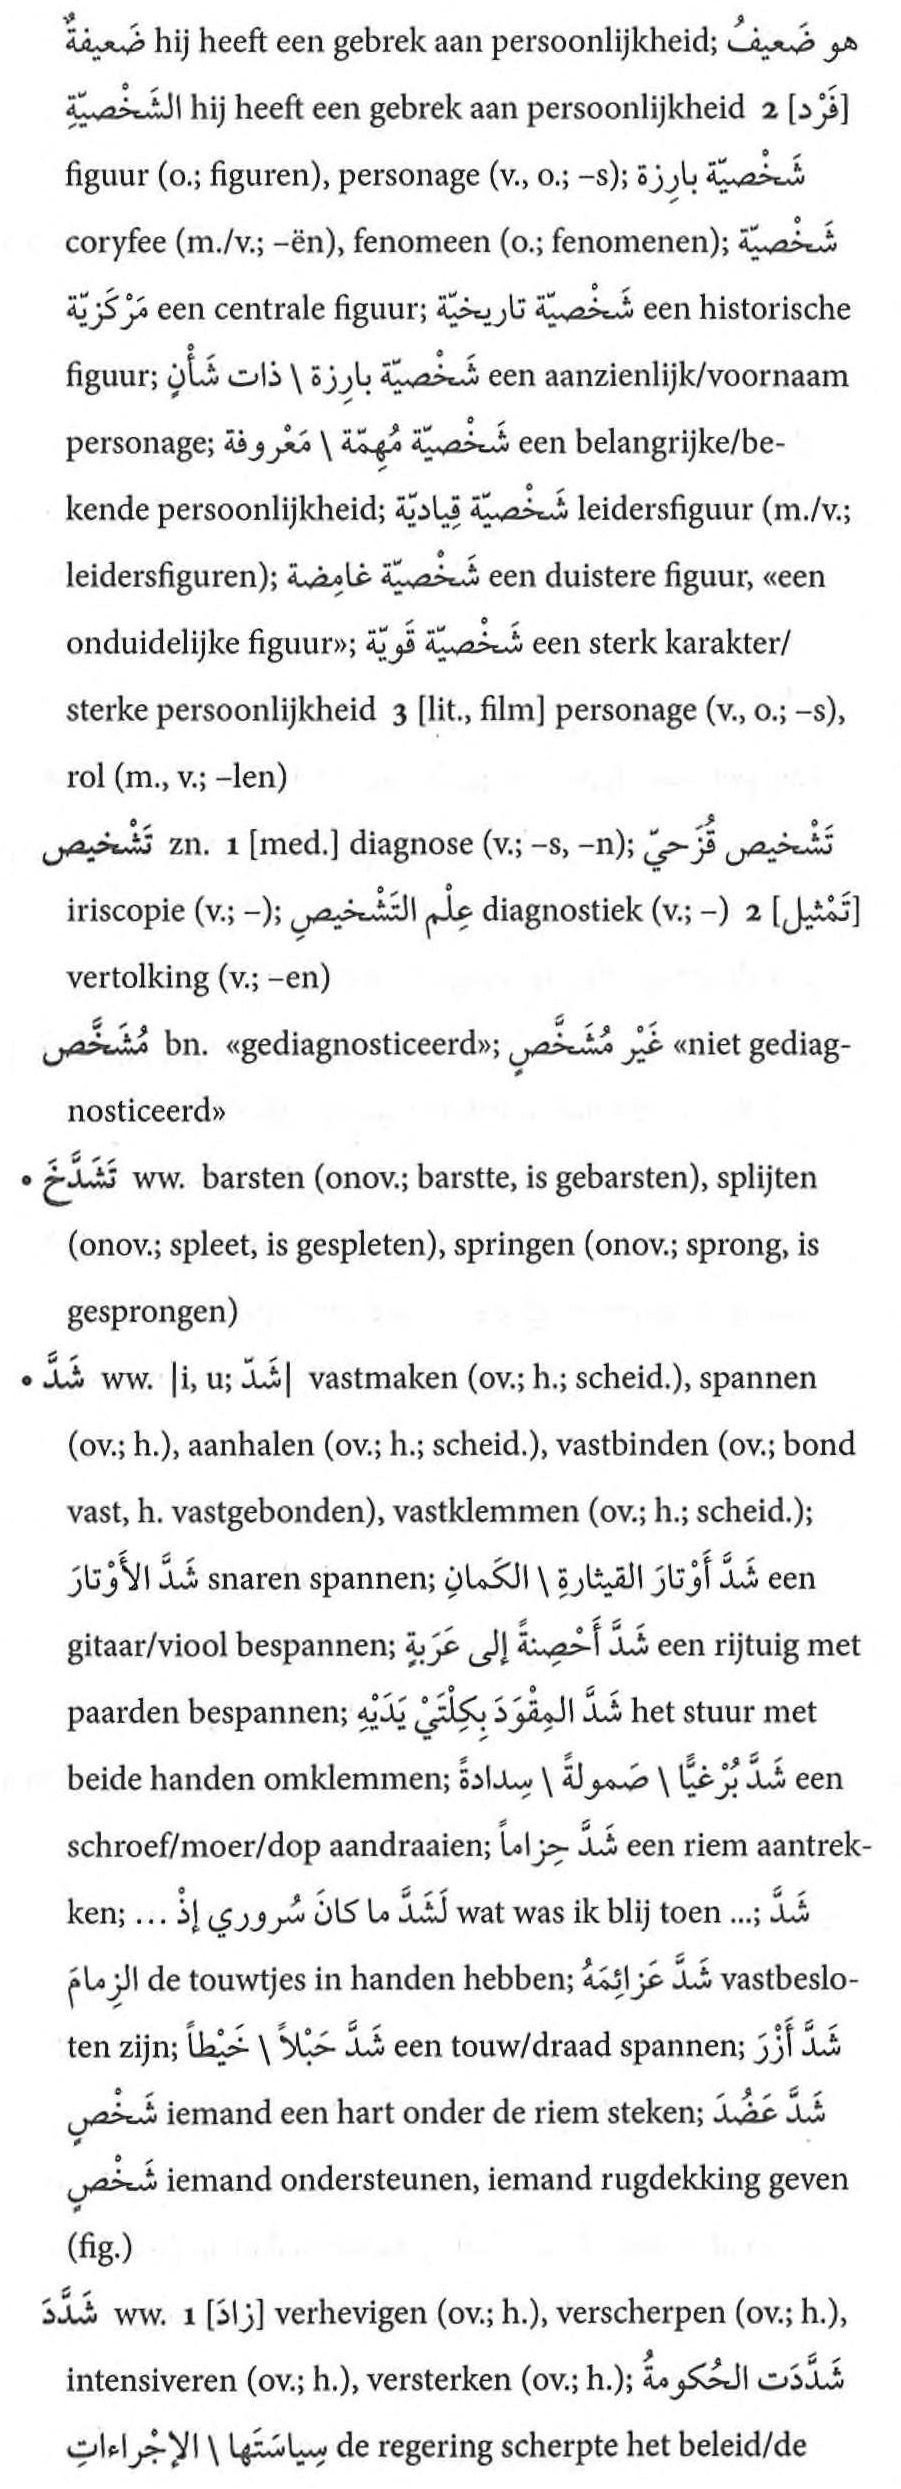 ضَعيفةٌ hij heeft een gebrek aan persoonlijkheid; هو ضَعيفُ
الشَّخْصيّةِ hij heeft een gebrek aan persoonlijkheid 2 [فَرْد]
figuur (o.; figuren), personage (v., o.; –s); شَخْصيّة بارِزة
coryfee (m./v.; –ën), fenomeen (o.; fenomenen); شَخْصيّة
مَرْكَزيّة een centrale figuur; شَخْصيّة تاريخيّة een historische
figuur; شَخْصيّة بارِزة \ ذات شَأْنٍ een aanzienlijk/voornaam
personage; شَخْصيّة مُهِمّة \ مَعْروفة een belangrijke/be-
kende persoonlijkheid; شَخْصيّة قِياديّة leidersfiguur (m./v.;
leidersfiguren); شَخْصيّة غامِضة een duistere figuur, «een
onduidelijke figuur»; شَخْصيّة قَويّة een sterk karakter/
sterke persoonlijkheid 3 [lit., film] personage (v., o.; –s),
rol (m., v.; –len)
تَشْخيص zn. 1 [med.] diagnose (v.; –s, –n); تَشْخيص قُزَحيّ
iriscopie (v.; –); عِلْم التَشْخيصِ diagnostiek (v.; –) 2 [تَمْثيل]
vertolking (v.; –en)
مُشَخَّص bn. «gediagnosticeerd»; غَيْر مُشَخَّصٍ «niet gediag-
nosticeerd»
• تَشَدَّخَ ww. barsten (onov.; barstte, is gebarsten), splijten
(onov.; spleet, is gespleten), springen (onov.; sprong, is
gesprongen)
• شَدَّ ww. |i, u; شَدّ| vastmaken (ov.; h.; scheid.), spannen
(ov.; h.), aanhalen (ov.; h.; scheid.), vastbinden (ov.; bond
vast, h. vastgebonden), vastklemmen (ov.; h.; scheid.);
شَدَّ الأَوْتارَ snaren spannen; شَدَّ أَوْتارَ القيثارةِ \ الكَمانِ een
gitaar/viool bespannen; شَدَّ أَحْصِنةً إلى عَرَبةٍ een rijtuig met
paarden bespannen; شَدَّ المِقْوَدَ بِكِلْتَيْ يَدَيْهِ het stuur met
beide handen omklemmen; شَدَّ بُرْغيًّا \ صَمولةً \ سِدادةً een
schroef/moer/dop aandraaien; شَدَّ حِزاماً een riem aantrek-
ken; لَشَدَّ ما كانَ سُروري إذْ ... wat was ik blij toen ...; شَدَّ
الزِمامَ de touwtjes in handen hebben; شَدَّ عَزائِمَهُ vastbeslo-
ten zijn; شَدَّ حَبْلاً \ خَيْطاً een touw/draad spannen; شَدَّ أَزْرَ
شَخْصٍ iemand een hart onder de riem steken; شَدَّ عَضُدَ
شَخْصٍ iemand ondersteunen, iemand rugdekking geven
(fig.)
شَدَّدَ ww. 1 [زادَ] verhevigen (ov.; h.), verscherpen (ov.; h.),
intensiveren (ov.; h.), versterken (ov.; h.); شَدَّدَت الحُكومةُ
سِياسَتَها \ الإجْراءاتِ de regering scherpte het beleid/de